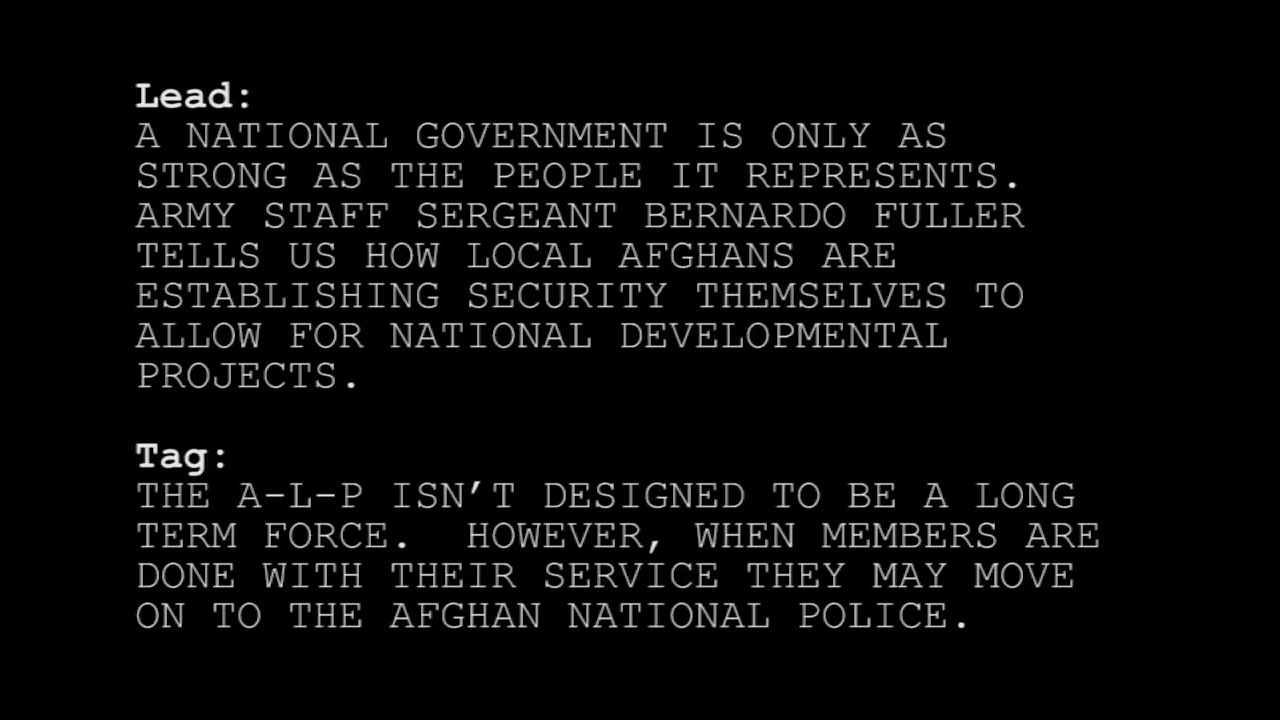 Lead:
A NATIONAL GOVERNMENT IS ONLY AS
STRONG AS THE PEOPLE IT REPRESENTS.
ARMY STAFF SERGEANT BERNARDO FULLER
TELLS US HOW LOCAL AFGHANS ARE
ESTABLISHING SECURITY THEMSELVES TO
ALLOW FOR NATIONAL DEVELOPMENTAL
PROJECTS.
Tag:
THE A-L-P ISN’T DESIGNED TO BE A LONG
TERM FORCE.  HOWEVER, WHEN MEMBERS ARE
DONE WITH THEIR SERVICE THEY MAY MOVE
ON TO THE AFGHAN NATIONAL POLICE.